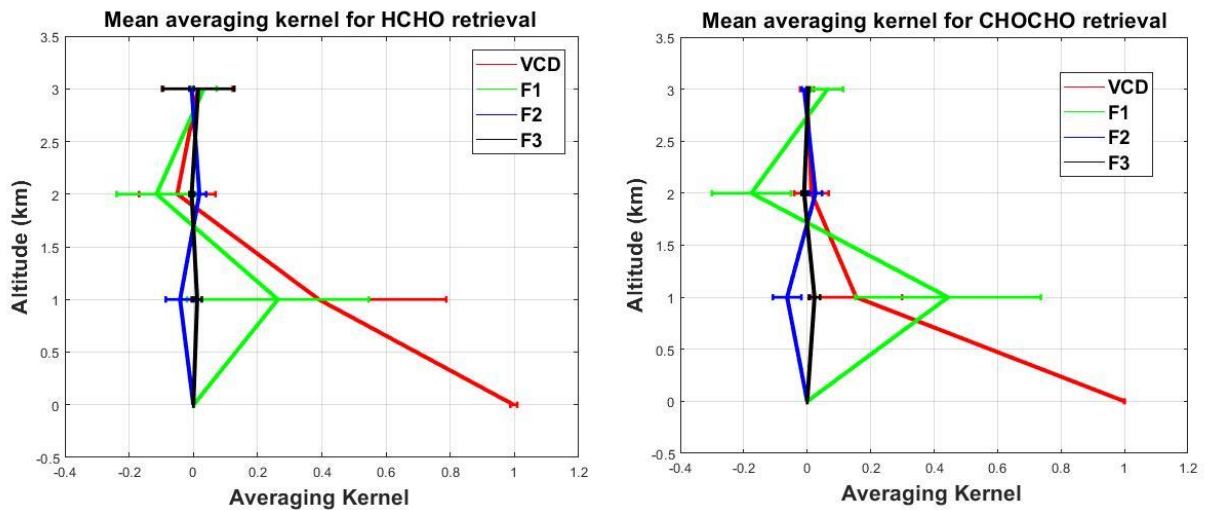 Mean averaging kernel for HCHO retrieval
3.5
3
2.5
2
1.5
1
0.5
0
-0.5
Altitude (km)
VCD
F1
F2
F3
-0.4 -0.2 0 0.2 0.4 0.6 0.8 1 1.2
Averaging Kernel
Mean averaging kernel for CHOCHO retrieval
3.5
3
2.5
2
1.5
1
0.5
0
-0.5
Altitude (km)
VCD
F1
F2
F3
-0.4 -0.2 0 0.2 0.4 0.6 0.8 1 1.2
Averaging Kernel